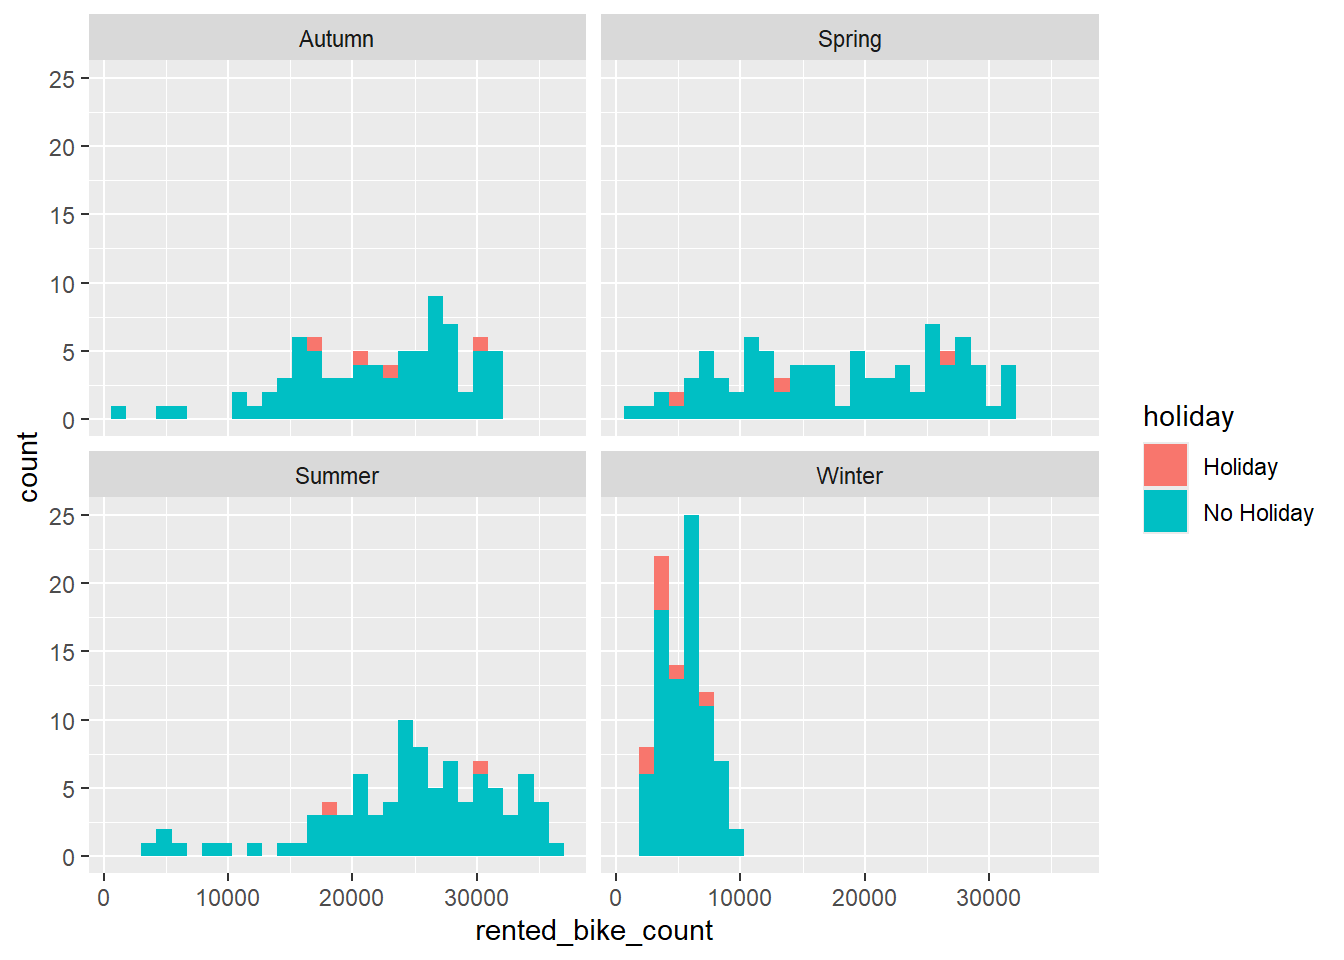 Autumn
Spring
25
20
15
10
5
0
Summer
Winter
25
20
15
10
5
0
0 10000 20000 30000
0 10000 20000 30000
rented_bike_count
count
holiday
Holiday
No Holiday